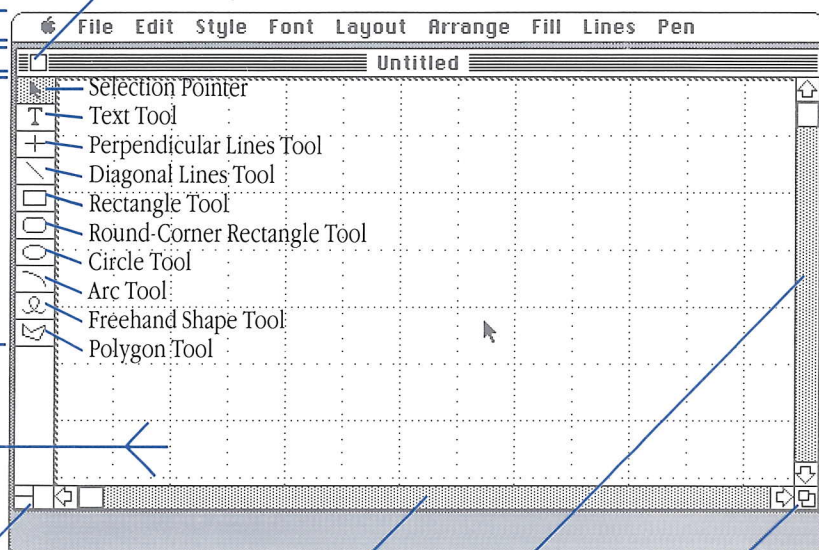 File Edit Style Font Layout Arrange Fill Lines Pen
Untitled
Selection Pointer
T Text Tool
Perpendicular Lines Tool
Diagonal Lines Tool
Rectangle Tool
Round-Corner Rectangle Tool
Circle Tool
Arc Tool
Freehand Shape Tool
Polygon Tool